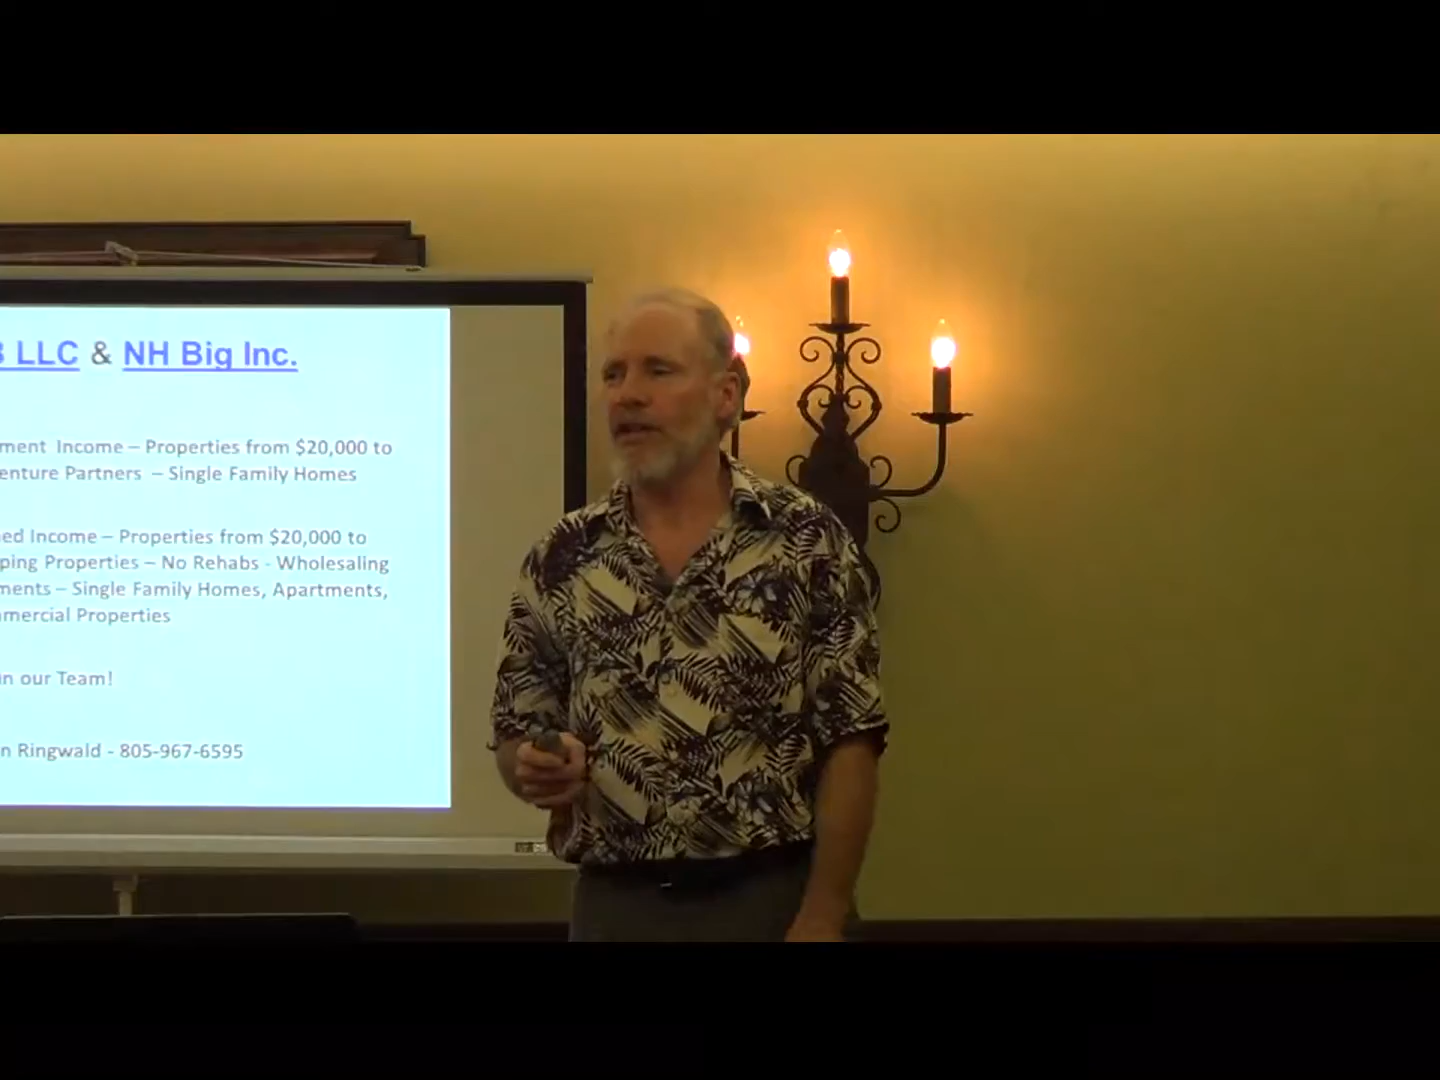 LLC & NH Big Inc.
ment Income – Properties from $20,000 to
enture Partners – Single Family Homes
ed Income – Properties from $20,000 to
ping Properties – No Rehabs - Wholesaling
ments – Single Family Homes, Apartments,
mercial Properties
in our Team!
n Ringwald - 805-967-6595